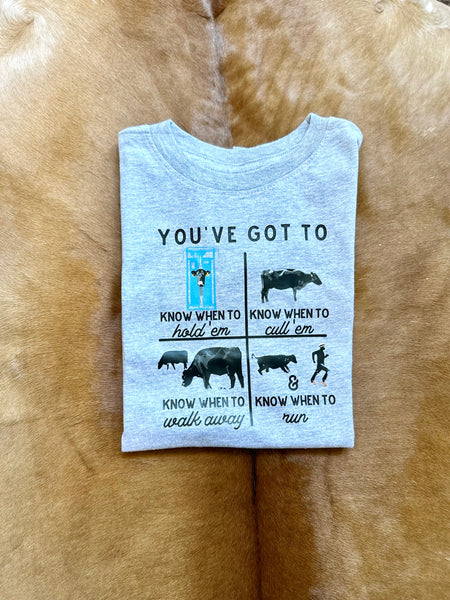 YOU'VE GOT TO
KNOW WHEN TO
hold 'em
KNOW WHEN TO
cull 'em
KNOW WHEN TO
walk away
&
KNOW WHEN TO
run